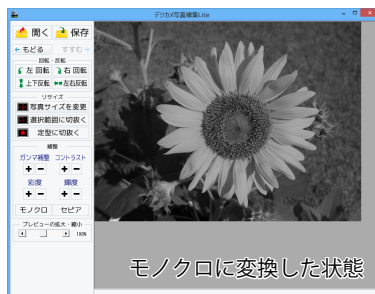 デジカメ写真編集Lite
開く 保存
もどる すすむ
回転・反転
左 回転 右 回転
上下反転 左右反転
リサイズ
写真サイズを変更
選択範囲に切抜く
定型に切抜く
補整
ガンマ補整 コントラスト
+ - + -
彩度 輝度
+ - + -
モノクロ セピア
プレビューの拡大・縮小
100%
モノクロに変換した状態